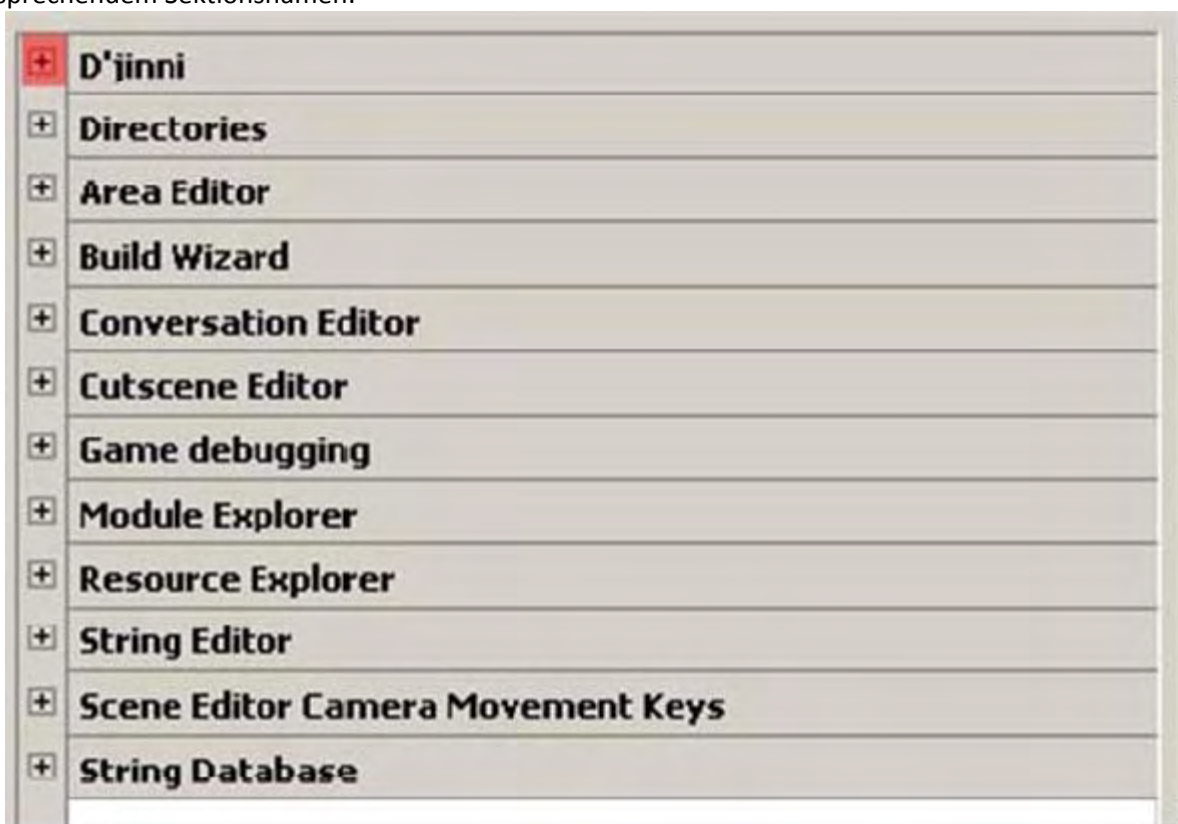 D'jinni
Directories
Area Editor
Build Wizard
Conversation Editor
Cutscene Editor
Game debugging
Module Explorer
Resource Explorer
String Editor
Scene Editor Camera Movement Keys
String Database